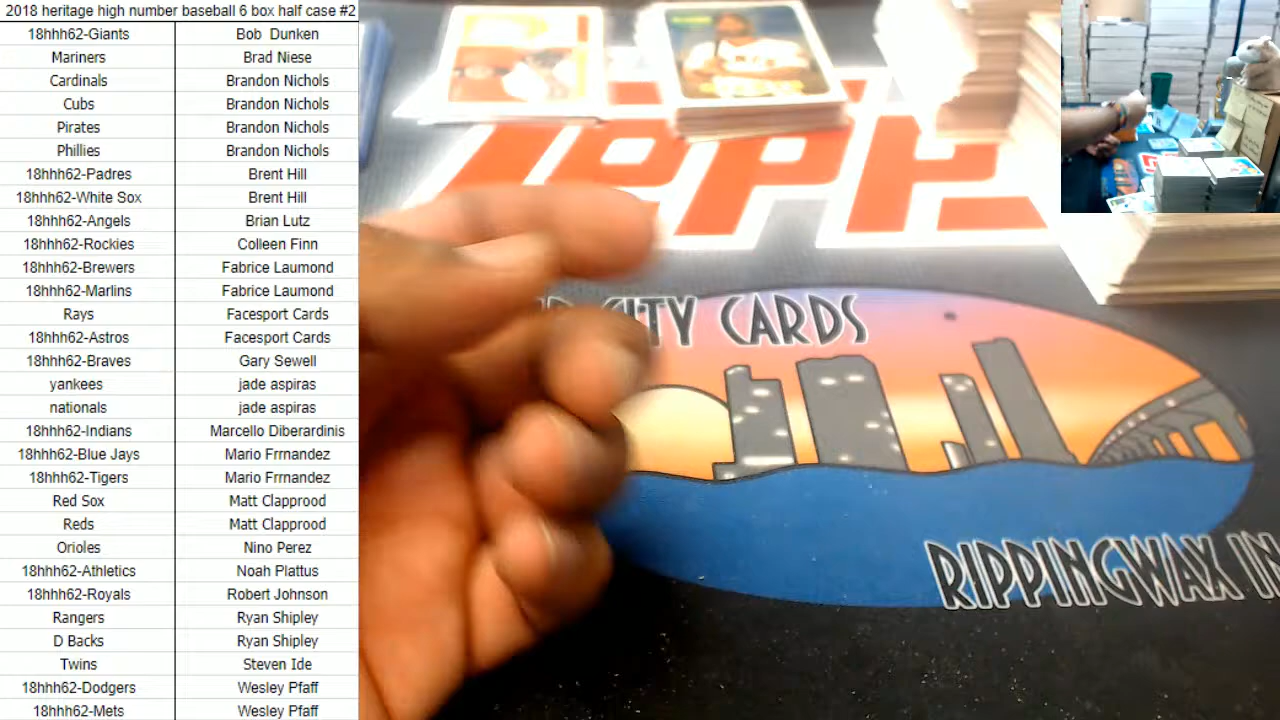 2018 heritage high number baseball 6 box half case #2
18hhh62-Giants Bob Dunken
Mariners Brad Niese
Cardinals Brandon Nichols
Cubs Brandon Nichols
Pirates Brandon Nichols
Phillies Brandon Nichols
18hhh62-Padres Brent Hill
18hhh62-White Sox Brent Hill
18hhh62-Angels Brian Lutz
18hhh62-Rockies Colleen Finn
18hhh62-Brewers Fabrice Laumond
18hhh62-Marlins Fabrice Laumond
Rays Facesport Cards
18hhh62-Astros Facesport Cards
18hhh62-Braves Gary Sewell
yankees jade aspiras
nationals jade aspiras
18hhh62-Indians Marcello Diberardinis
18hhh62-Blue Jays Mario Frrnandez
18hhh62-Tigers Mario Frrnandez
Red Sox Matt Clapprood
Reds Matt Clapprood
Orioles Nino Perez
18hhh62-Athletics Noah Plattus
18hhh62-Royals Robert Johnson
Rangers Ryan Shipley
D Backs Ryan Shipley
Twins Steven Ide
18hhh62-Dodgers Wesley Pfaff
18hhh62-Mets Wesley Pfaff
CITY CARDS
RIPPINGWAX IN